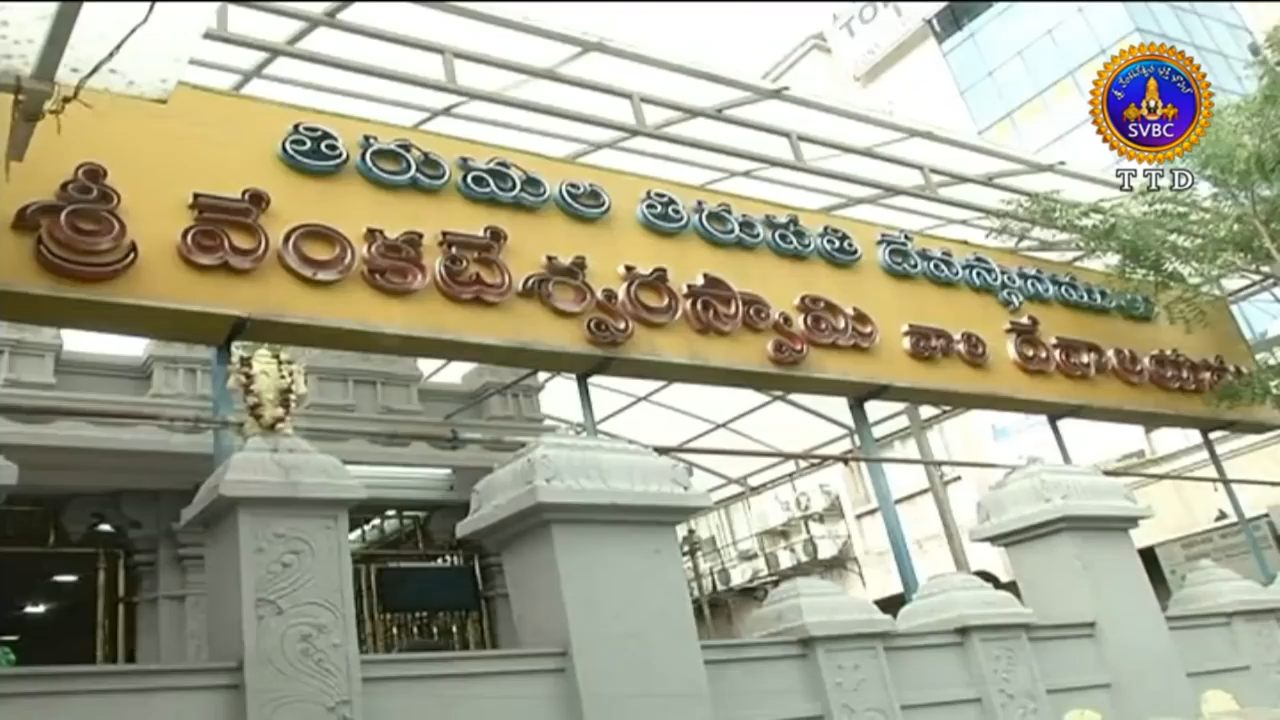 తిరుమల తిరుపతి దేవస్థానములు
శ్రీ వేంకటేశ్వరస్వామి వారి దేవాలయము
SVBC
TTD